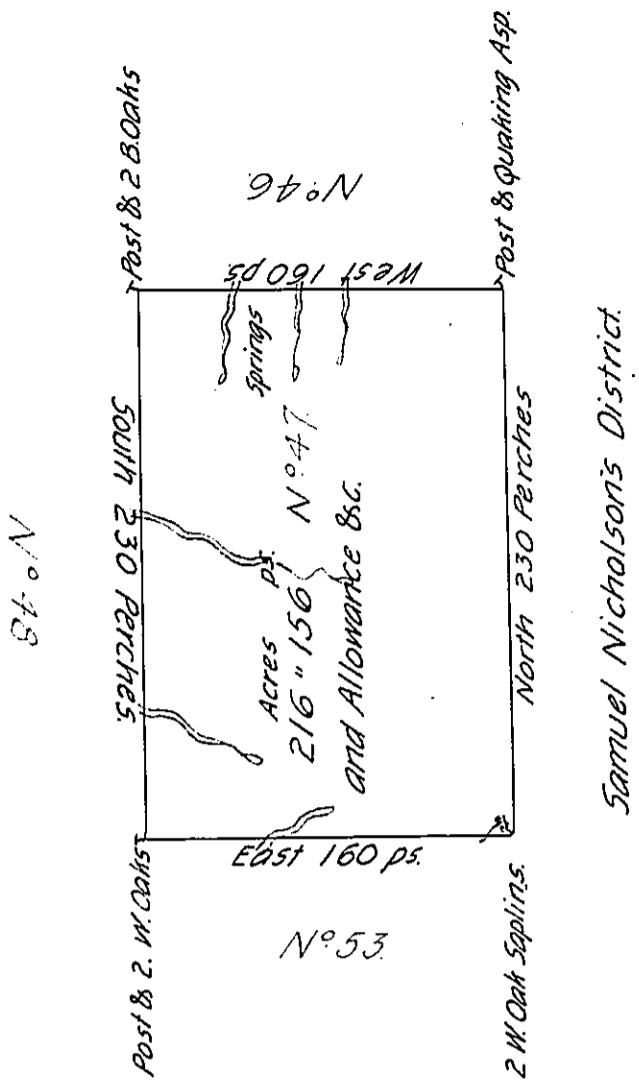 Post & 2 B.Oaks
Nº 46.
Post & Quaking Asp.
West 160 ps.
Springs
Nº 48
South 230 Perches.
Nº 47.
Acres ps.
216 " 156
and Allowance &c.
North 230 Perches
Samuel Nicholson's District.
East 160 ps.
Post & 2. W. Oaks
Nº 53.
2 W. Oak Saplins.